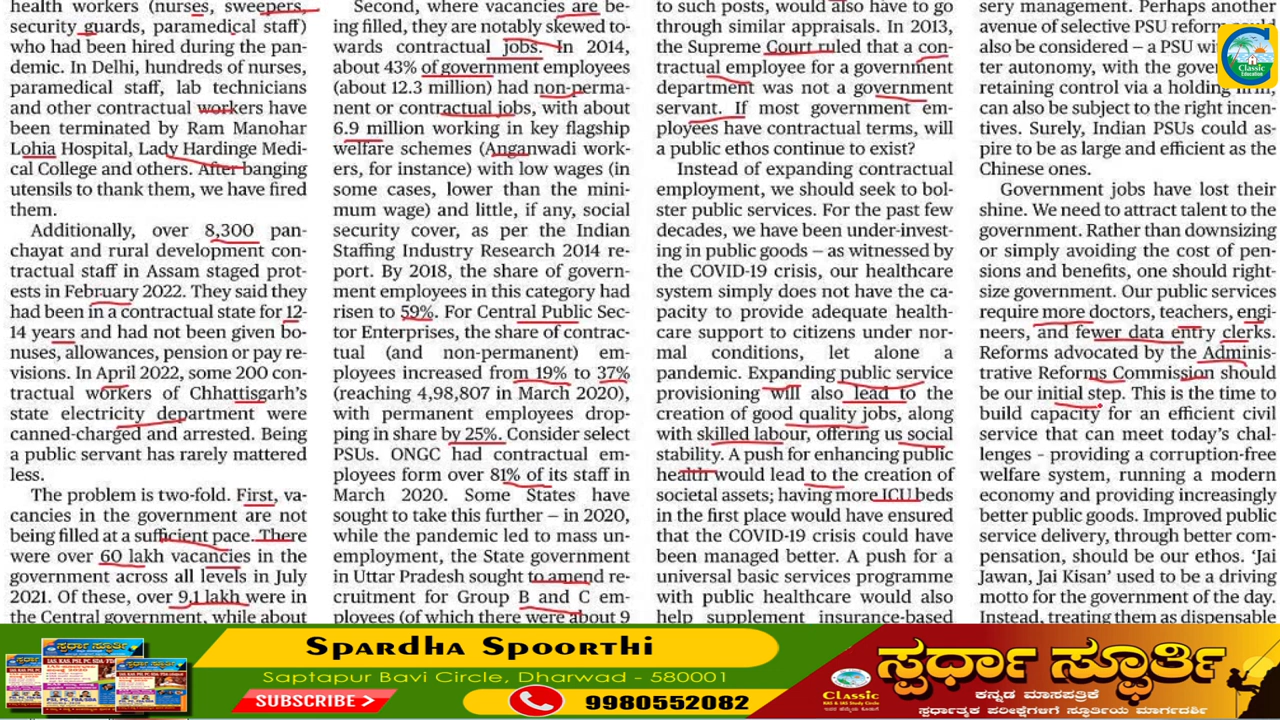 health workers (nurses, sweepers,
security guards, paramedical staff)
who had been hired during the pan-
demic. In Delhi, hundreds of nurses,
paramedical staff, lab technicians
and other contractual workers have
been terminated by Ram Manohar
Lohia Hospital, Lady Hardinge Medi-
cal College and others. After banging
utensils to thank them, we have fired
them.
Additionally, over 8,300 pan-
chayat and rural development con-
tractual staff in Assam staged prot-
ests in February 2022. They said they
had been in a contractual state for 12-
14 years and had not been given bo-
nuses, allowances, pension or pay re-
visions. In April 2022, some 200 con-
tractual workers of Chhattisgarh's
state electricity department were
canned-charged and arrested. Being
a public servant has rarely mattered
less.
The problem is two-fold. First, va-
cancies in the government are not
being filled at a sufficient pace. There
were over 60 lakh vacancies in the
government across all levels in July
2021. Of these, over 9.1 lakh were in
the Central government, while about
Second, where vacancies are be-
ing filled, they are notably skewed to-
wards contractual jobs. In 2014,
about 43% of government employees
(about 12.3 million) had non-perma-
nent or contractual jobs, with about
6.9 million working in key flagship
welfare schemes (Anganwadi work-
ers, for instance) with low wages (in
some cases, lower than the mini-
mum wage) and little, if any, social
security cover, as per the Indian
Staffing Industry Research 2014 re-
port. By 2018, the share of govern-
ment employees in this category had
risen to 59%. For Central Public Sec-
tor Enterprises, the share of contrac-
tual (and non-permanent) em-
ployees increased from 19% to 37%
(reaching 4,98,807 in March 2020),
with permanent employees drop-
ping in share by 25%. Consider select
PSUs. ONGC had contractual em-
ployees form over 81% of its staff in
March 2020. Some States have
sought to take this further – in 2020,
while the pandemic led to mass un-
employment, the State government
in Uttar Pradesh sought to amend re-
cruitment for Group B and C em-
ployees (of which there were about 9
to such posts, would also have to go
through similar appraisals. In 2013,
the Supreme Court ruled that a con-
tractual employee for a government
department was not a government
servant. If most government em-
ployees have contractual terms, will
a public ethos continue to exist?
Instead of expanding contractual
employment, we should seek to bol-
ster public services. For the past few
decades, we have been under-invest-
ing in public goods – as witnessed by
the COVID-19 crisis, our healthcare
system simply does not have the ca-
pacity to provide adequate health-
care support to citizens under nor-
mal conditions, let alone a
pandemic. Expanding public service
provisioning will also lead to the
creation of good quality jobs, along
with skilled labour, offering us social
stability. A push for enhancing public
health would lead to the creation of
societal assets; having more ICU beds
in the first place would have ensured
that the COVID-19 crisis could have
been managed better. A push for a
universal basic services programme
with public healthcare would also
help supplement insurance-based
sery management. Perhaps another
avenue of selective PSU reform could
also be considered – a PSU wi
ter autonomy, with the gover
retaining control via a holding firm,
can also be subject to the right incen-
tives. Surely, Indian PSUs could as-
pire to be as large and efficient as the
Chinese ones.
Government jobs have lost their
shine. We need to attract talent to the
government. Rather than downsizing
or simply avoiding the cost of pen-
sions and benefits, one should right-
size government. Our public services
require more doctors, teachers, engi-
neers, and fewer data entry clerks.
Reforms advocated by the Adminis-
trative Reforms Commission should
be our initial step. This is the time to
build capacity for an efficient civil
service that can meet today's chal-
lenges - providing a corruption-free
welfare system, running a modern
economy and providing increasingly
better public goods. Improved public
service delivery, through better com-
pensation, should be our ethos. 'Jai
Jawan, Jai Kisan' used to be a driving
motto for the government of the day.
Instead, treating them as dispensable
Classic
Education
Spardha Spoorthi
Saptapur Bavi Circle, Dharwad - 580001
SUBSCRIBE >
9980552082
Classic
KAS & IAS Study Circle
ಸ್ಪರ್ಧಾ ಸ್ಫೂರ್ತಿ
ಕನ್ನಡ ಮಾಸಪತ್ರಿಕೆ
ಸ್ಪರ್ಧಾತ್ಮಕ ಪರೀಕ್ಷೆಗಳಿಗೆ ಸ್ಫೂರ್ತಿಯ ಮಾರ್ಗದರ್ಶಿ